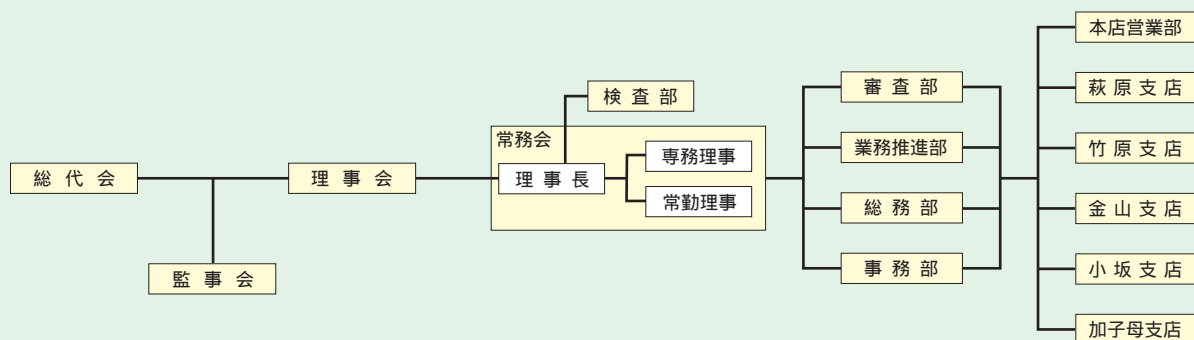 総代会
監事会
理事会
検査部
常務会
理事長
専務理事
常勤理事
審査部
業務推進部
総務部
事務部
本店営業部
萩原支店
竹原支店
金山支店
小坂支店
加子母支店